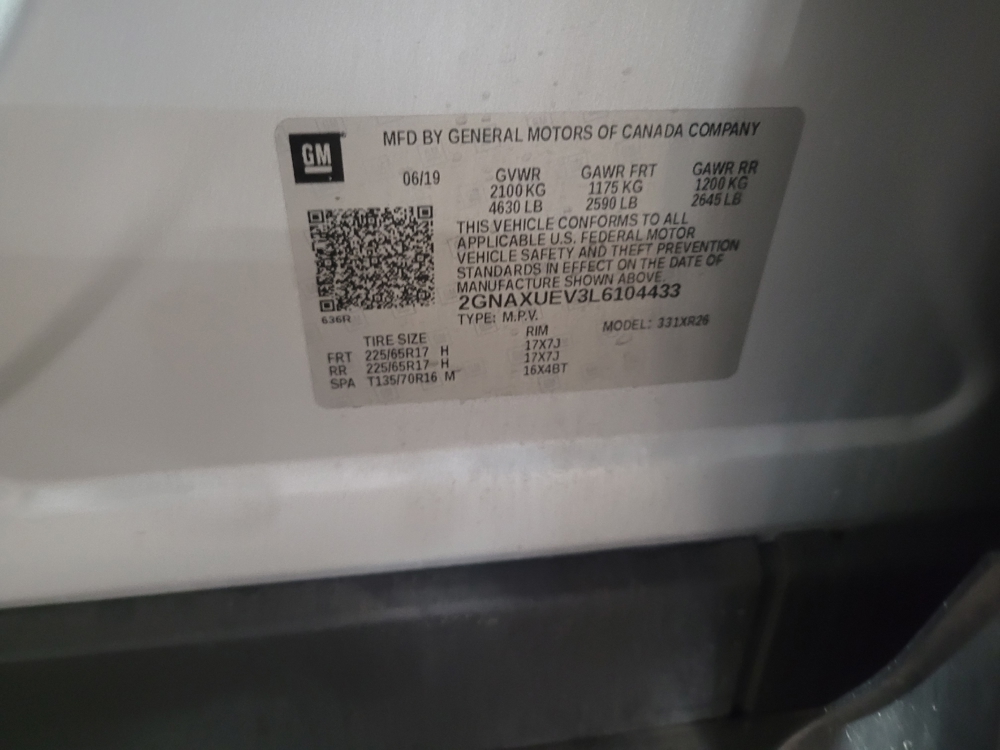 GM
MFD BY GENERAL MOTORS OF CANADA COMPANY
06/19 GVWR GAWR FRT GAWR RR
2100 KG 1175 KG 1200 KG
4630 LB 2590 LB 2645 LB
THIS VEHICLE CONFORMS TO ALL
APPLICABLE U.S. FEDERAL MOTOR
VEHICLE SAFETY AND THEFT PREVENTION
STANDARDS IN EFFECT ON THE DATE OF
MANUFACTURE SHOWN ABOVE.
2GNAXUEV3L6104433
636R
TYPE: M.P.V. MODEL: 331XR26
TIRE SIZE RIM
FRT 225/65R17 H 17X7J
RR 225/65R17 H 17X7J
SPA T135/70R16 M 16X4BT